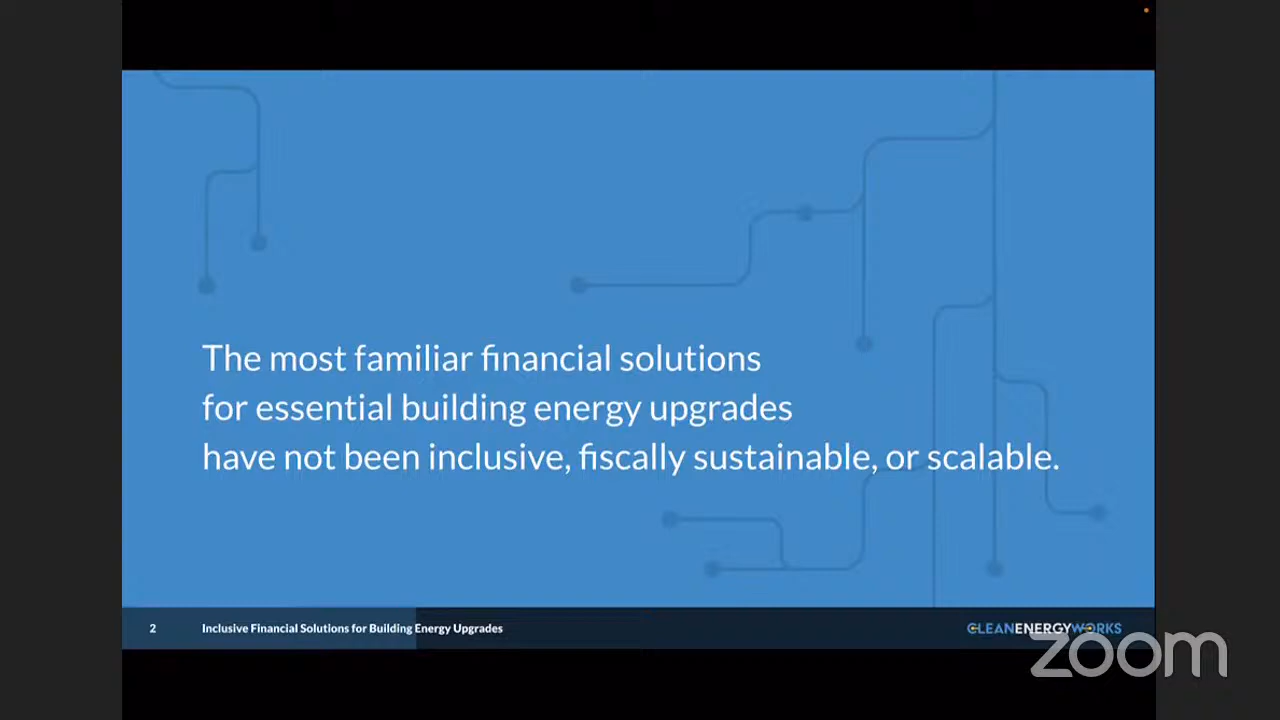 The most familiar financial solutions
for essential building energy upgrades
have not been inclusive, fiscally sustainable, or scalable.
2
Inclusive Financial Solutions for Building Energy Upgrades
CLEANENERGYWORKS
zoom